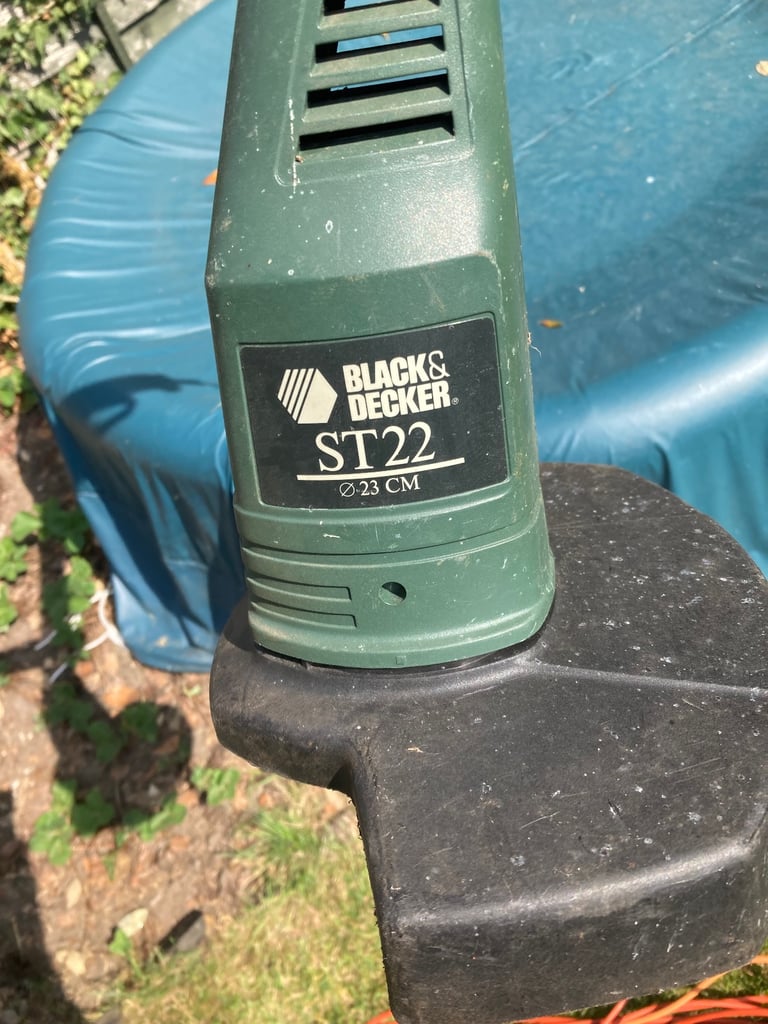 BLACK&
DECKER®
ST22
Ø 23 CM